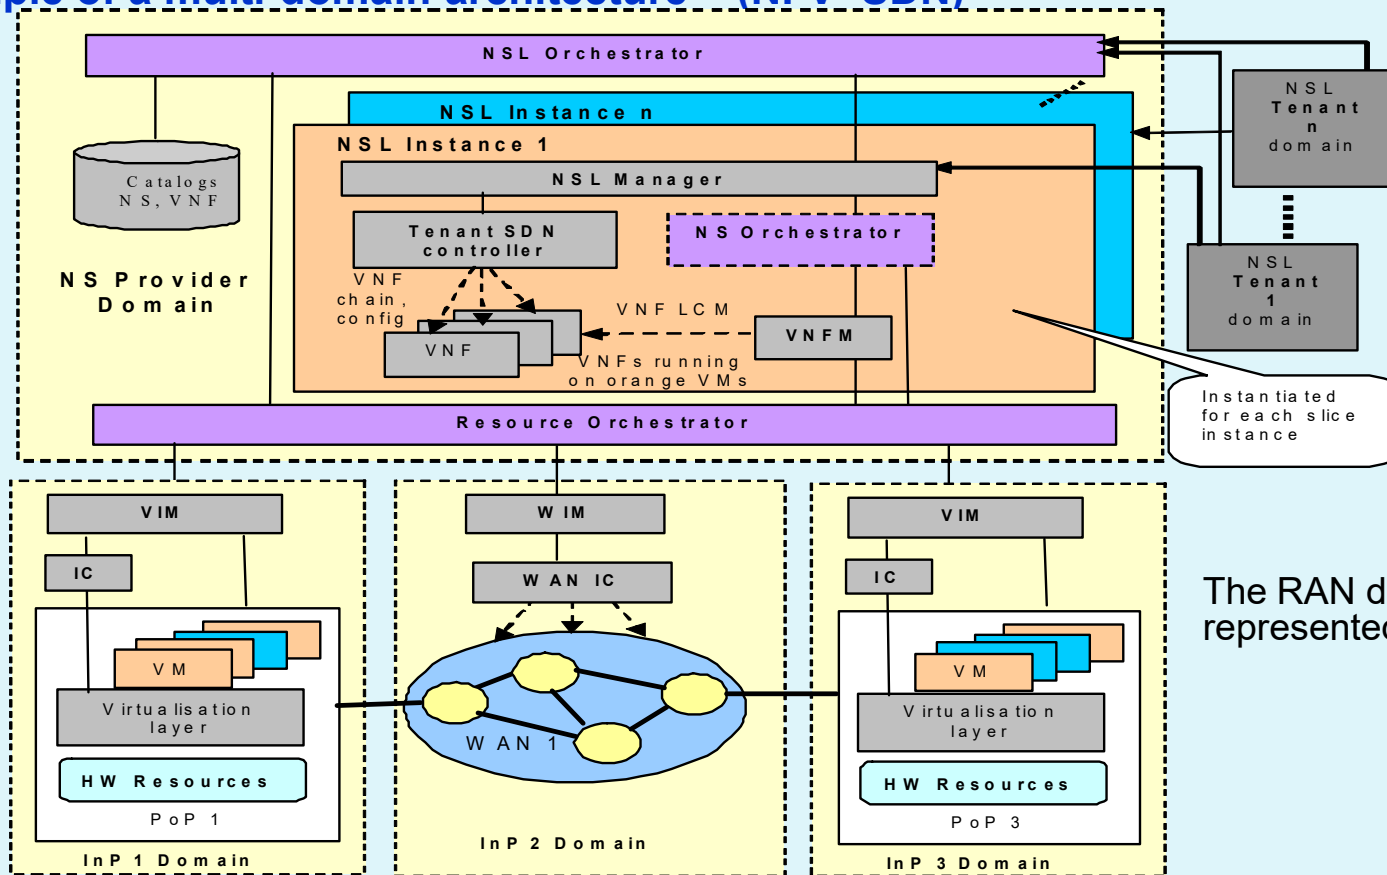 of a multi-domain architecture
NSL Orchestrator
NSL Instance n
NSL Instance 1
NSL Manager
Catalogs
NS, VNF
Tenant SDN
controller
NS Orchestrator
NS Provider
Domain
VNF
chain,
config
VNF LCM
VNF
VNFM
VNFs running
on orange VMs
Resource Orchestrator
NSL
Tenant
n
domain
NSL
Tenant
1
domain
Instantiated
for each slice
instance
VIM
IC
VM
Virtualisation
layer
HW Resources
PoP 1
InP 1 Domain
WIM
WAN IC
WAN 1
InP 2 Domain
VIM
IC
VM
Virtualisation
layer
HW Resources
PoP 3
InP 3 Domain
The RAN
represented